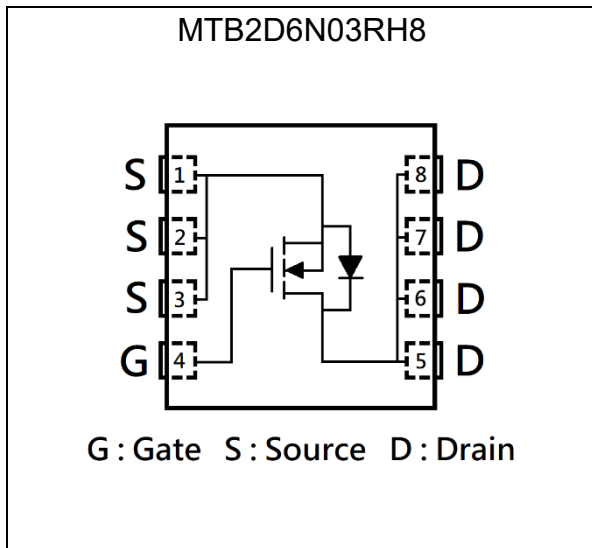 MTB2D6N03RH8
S 1 8 D
S 2 7 D
S 3 6 D
G 4 5 D
G : Gate S : Source D : Drain